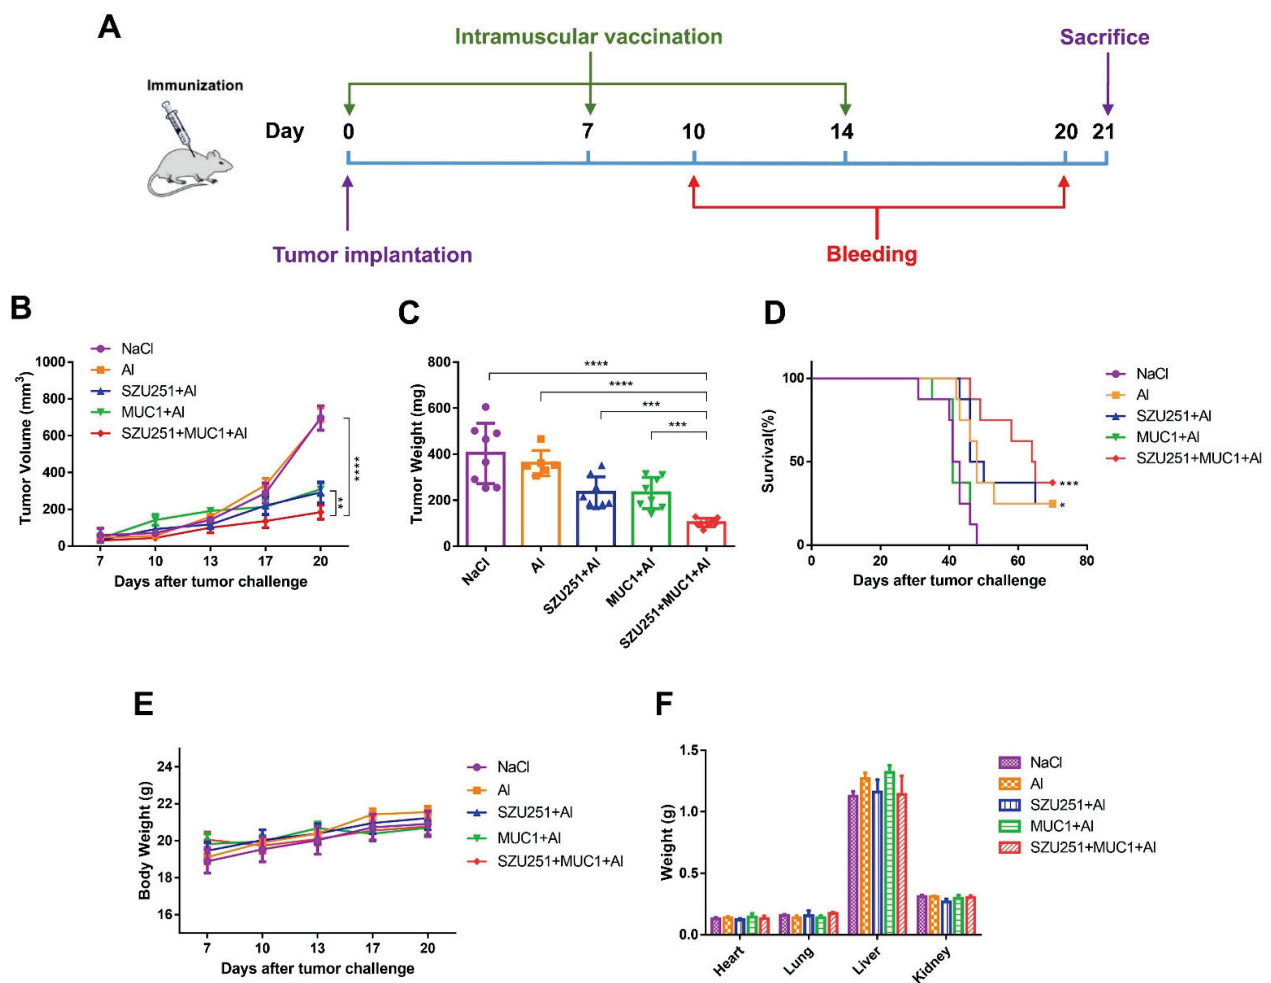 A
Intramuscular vaccination
Sacrifice
Immunization
Day 0 7 10 14 20 21
Tumor implantation
Bleeding
B
NaCl
Al
SZU251+Al
MUC1+Al
SZU251+MUC1+Al
Tumor Volume (mm³)
1000
800
600
400
200
0
****
**
7 10 13 17 20
Days after tumor challenge
C
Tumor Weight (mg)
800
600
400
200
0
****
****
***
***
NaCl
Al
SZU251+Al
MUC1+Al
SZU251+MUC1+Al
D
Survival(%)
100
50
0
***
*
0 20 40 60 80
Days after tumor challenge
NaCl
Al
SZU251+Al
MUC1+Al
SZU251+MUC1+Al
E
Body Weight (g)
24
22
20
18
16
7 10 13 17 20
Days after tumor challenge
NaCl
Al
SZU251+Al
MUC1+Al
SZU251+MUC1+Al
F
Weight (g)
1.5
1.0
0.5
0.0
Heart
Lung
Liver
Kidney
NaCl
Al
SZU251+Al
MUC1+Al
SZU251+MUC1+Al